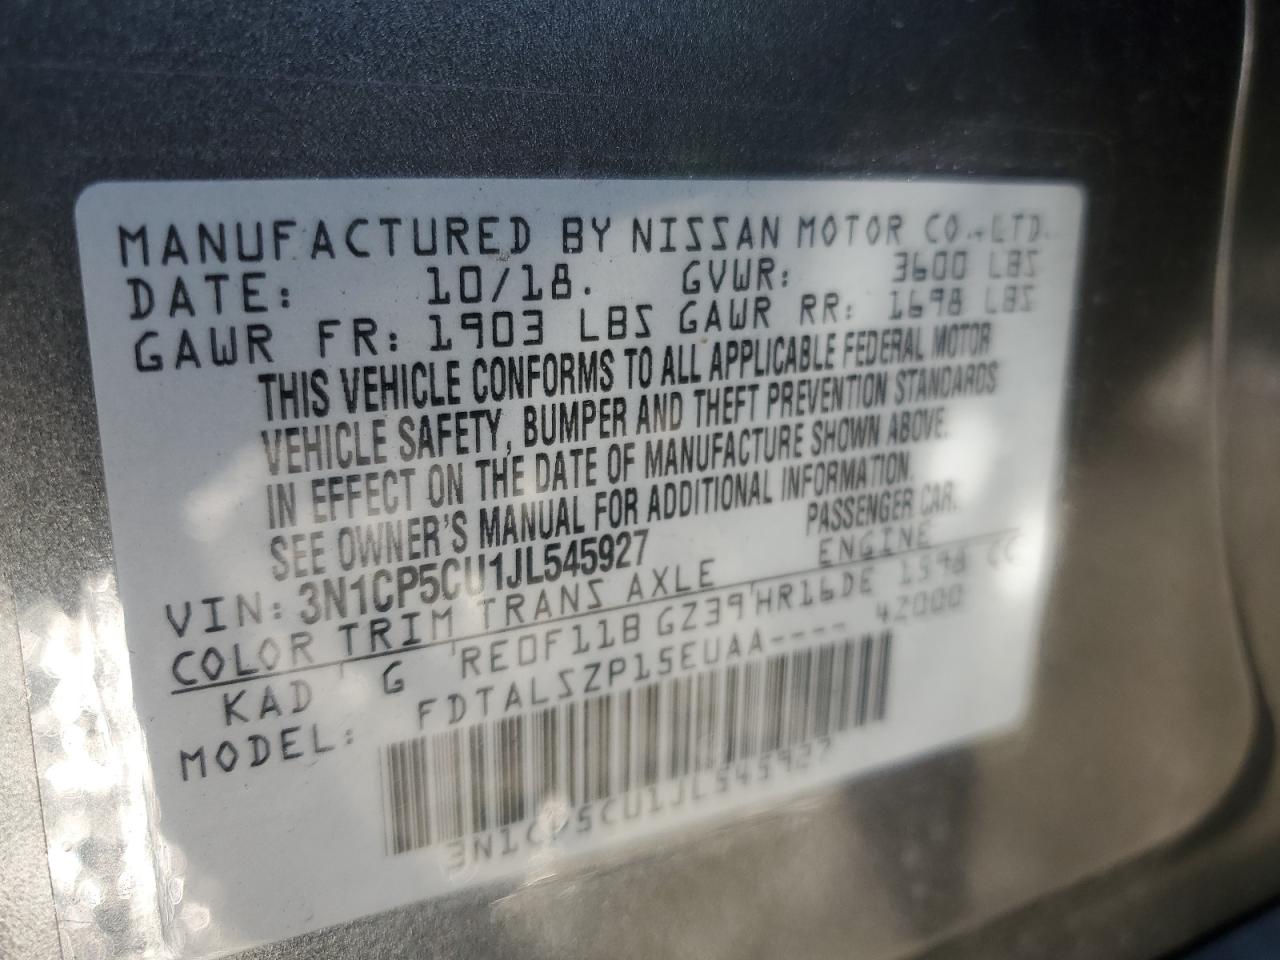 MANUFACTURED BY NISSAN MOTOR CO.,LTD.
DATE: 10/18. GVWR: 3600 LBS
GAWR FR: 1903 LBS GAWR RR: 1698 LBS
THIS VEHICLE CONFORMS TO ALL APPLICABLE FEDERAL MOTOR
VEHICLE SAFETY, BUMPER AND THEFT PREVENTION STANDARDS
IN EFFECT ON THE DATE OF MANUFACTURE SHOWN ABOVE.
SEE OWNER'S MANUAL FOR ADDITIONAL INFORMATION.
VIN: 3N1CP5CU1JL545927 PASSENGER CAR.
COLOR TRIM TRANS AXLE ENGINE
KAD G RE0F11B GZ39 HR16DE 1598 CC
MODEL: FDTALSZP15EUAA---- 42000
3N1CP5CU1JL545927